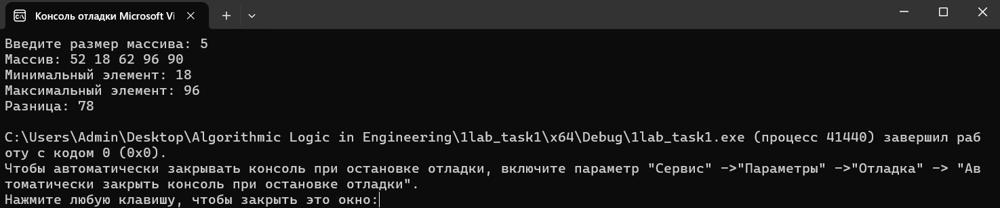 Консоль отладки Microsoft Vi
Введите размер массива: 5
Массив: 52 18 62 96 90
Минимальный элемент: 18
Максимальный элемент: 96
Разница: 78
C:\Users\Admin\Desktop\Algorithmic Logic in Engineering\1lab_task1\x64\Debug\1lab_task1.exe (процесс 41440) завершил раб
оту с кодом 0 (0x0).
Чтобы автоматически закрывать консоль при остановке отладки, включите параметр "Сервис" ->"Параметры" ->"Отладка" -> "Ав
томатически закрыть консоль при остановке отладки".
Нажмите любую клавишу, чтобы закрыть это окно: